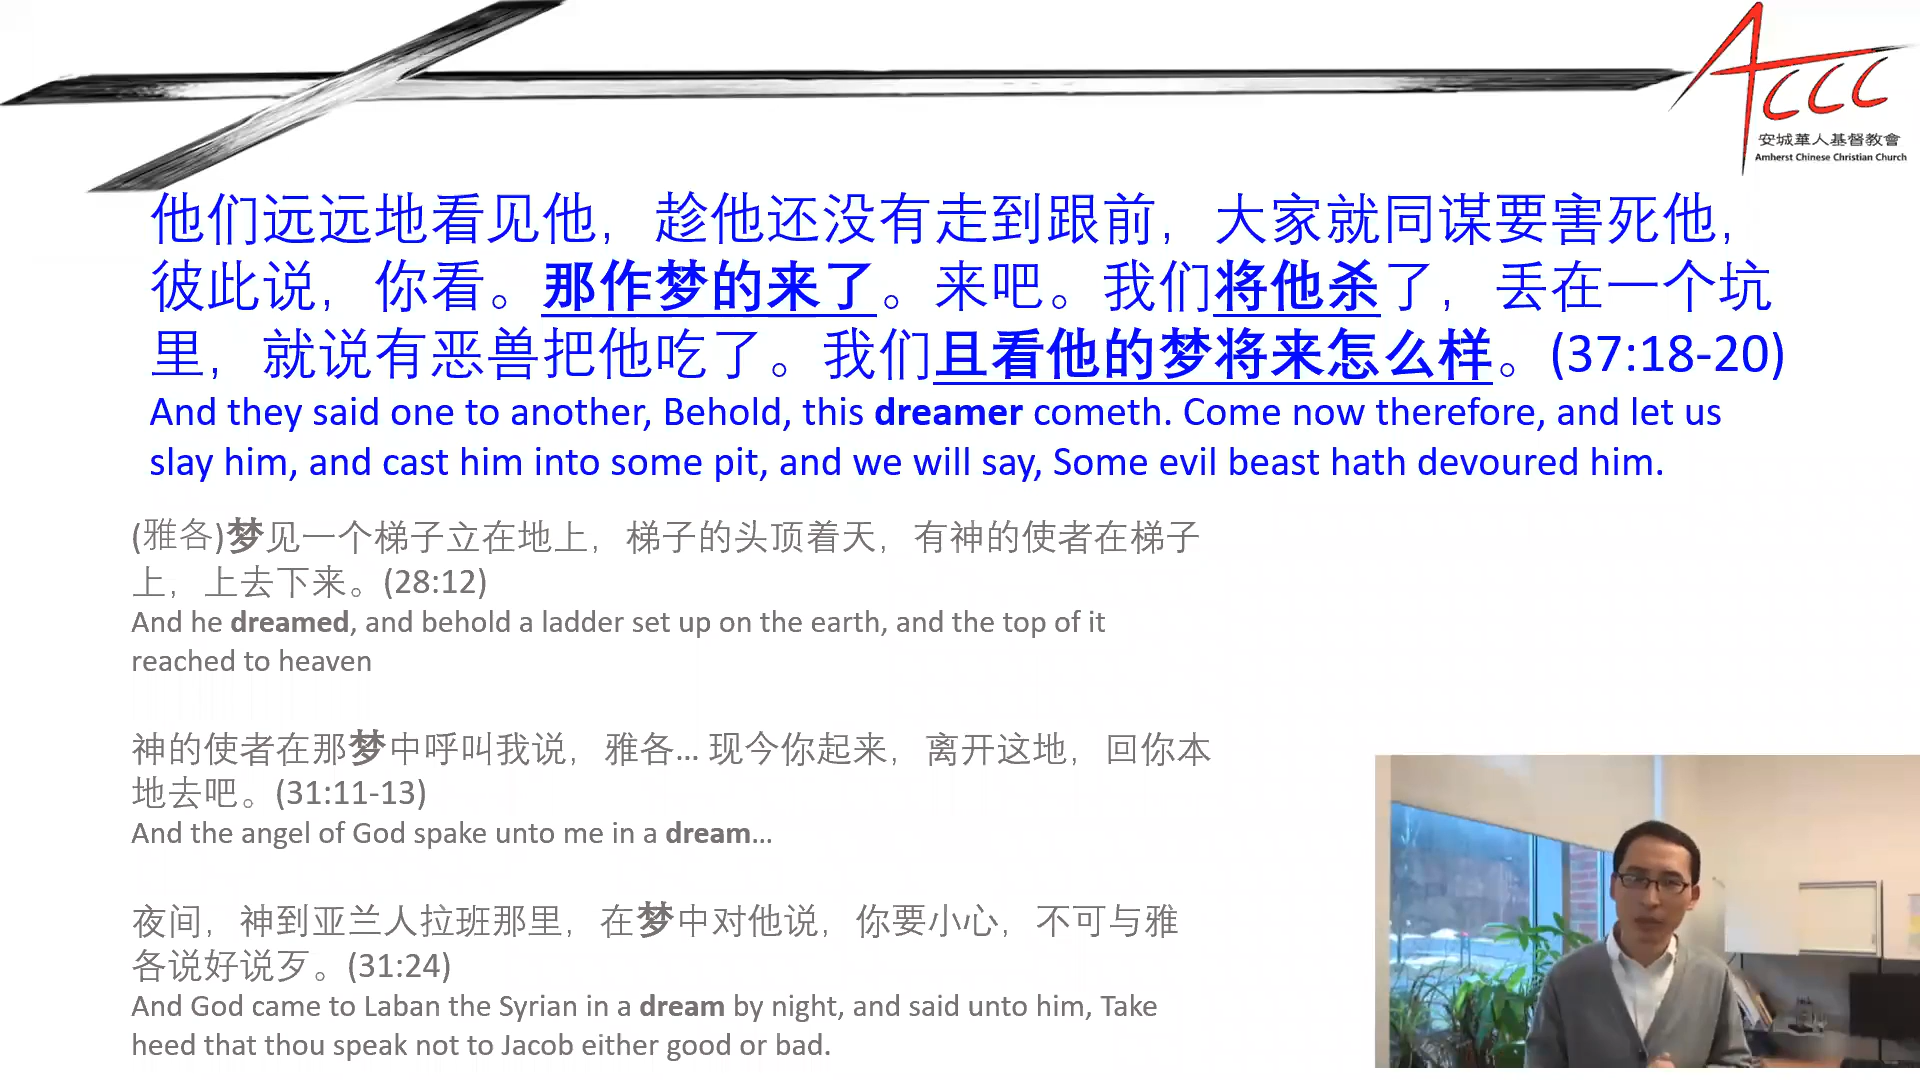 ACCC
安城華人基督教會
Amherst Chinese Christian Church
他们远远地看见他，趁他还没有走到跟前，大家就同谋要害死他，
彼此说，你看。那作梦的来了。来吧。我们将他杀了，丢在一个坑
里，就说有恶兽把他吃了。我们且看他的梦将来怎么样。(37:18-20)
And they said one to another, Behold, this dreamer cometh. Come now therefore, and let us
slay him, and cast him into some pit, and we will say, Some evil beast hath devoured him.
(雅各)梦见一个梯子立在地上，梯子的头顶着天，有神的使者在梯子
上，上去下来。(28:12)
And he dreamed, and behold a ladder set up on the earth, and the top of it
reached to heaven
神的使者在那梦中呼叫我说，雅各... 现今你起来，离开这地，回你本
地去吧。(31:11-13)
And the angel of God spake unto me in a dream...
夜间，神到亚兰人拉班那里，在梦中对他说，你要小心，不可与雅
各说好说歹。(31:24)
And God came to Laban the Syrian in a dream by night, and said unto him, Take
heed that thou speak not to Jacob either good or bad.